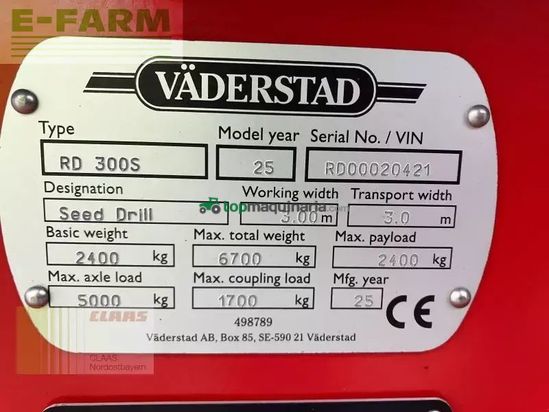 E-FARM
VÄDERSTAD
Type Model year Serial No. / VIN
RD 300S 25 RD00020421
Designation Working width Transport width
Seed Drill 3.00 m 3.0 m
topmaquinaria.com
Basic weight Max. total weight Max. payload
2400 kg 6700 kg 2400 kg
Max. axle load Max. coupling load Mfg. year
5000 kg 1700 kg 25 CE
CLAAS
498789
Väderstad AB, Box 85, SE-590 21 Väderstad
CLAAS
Nordostbayern